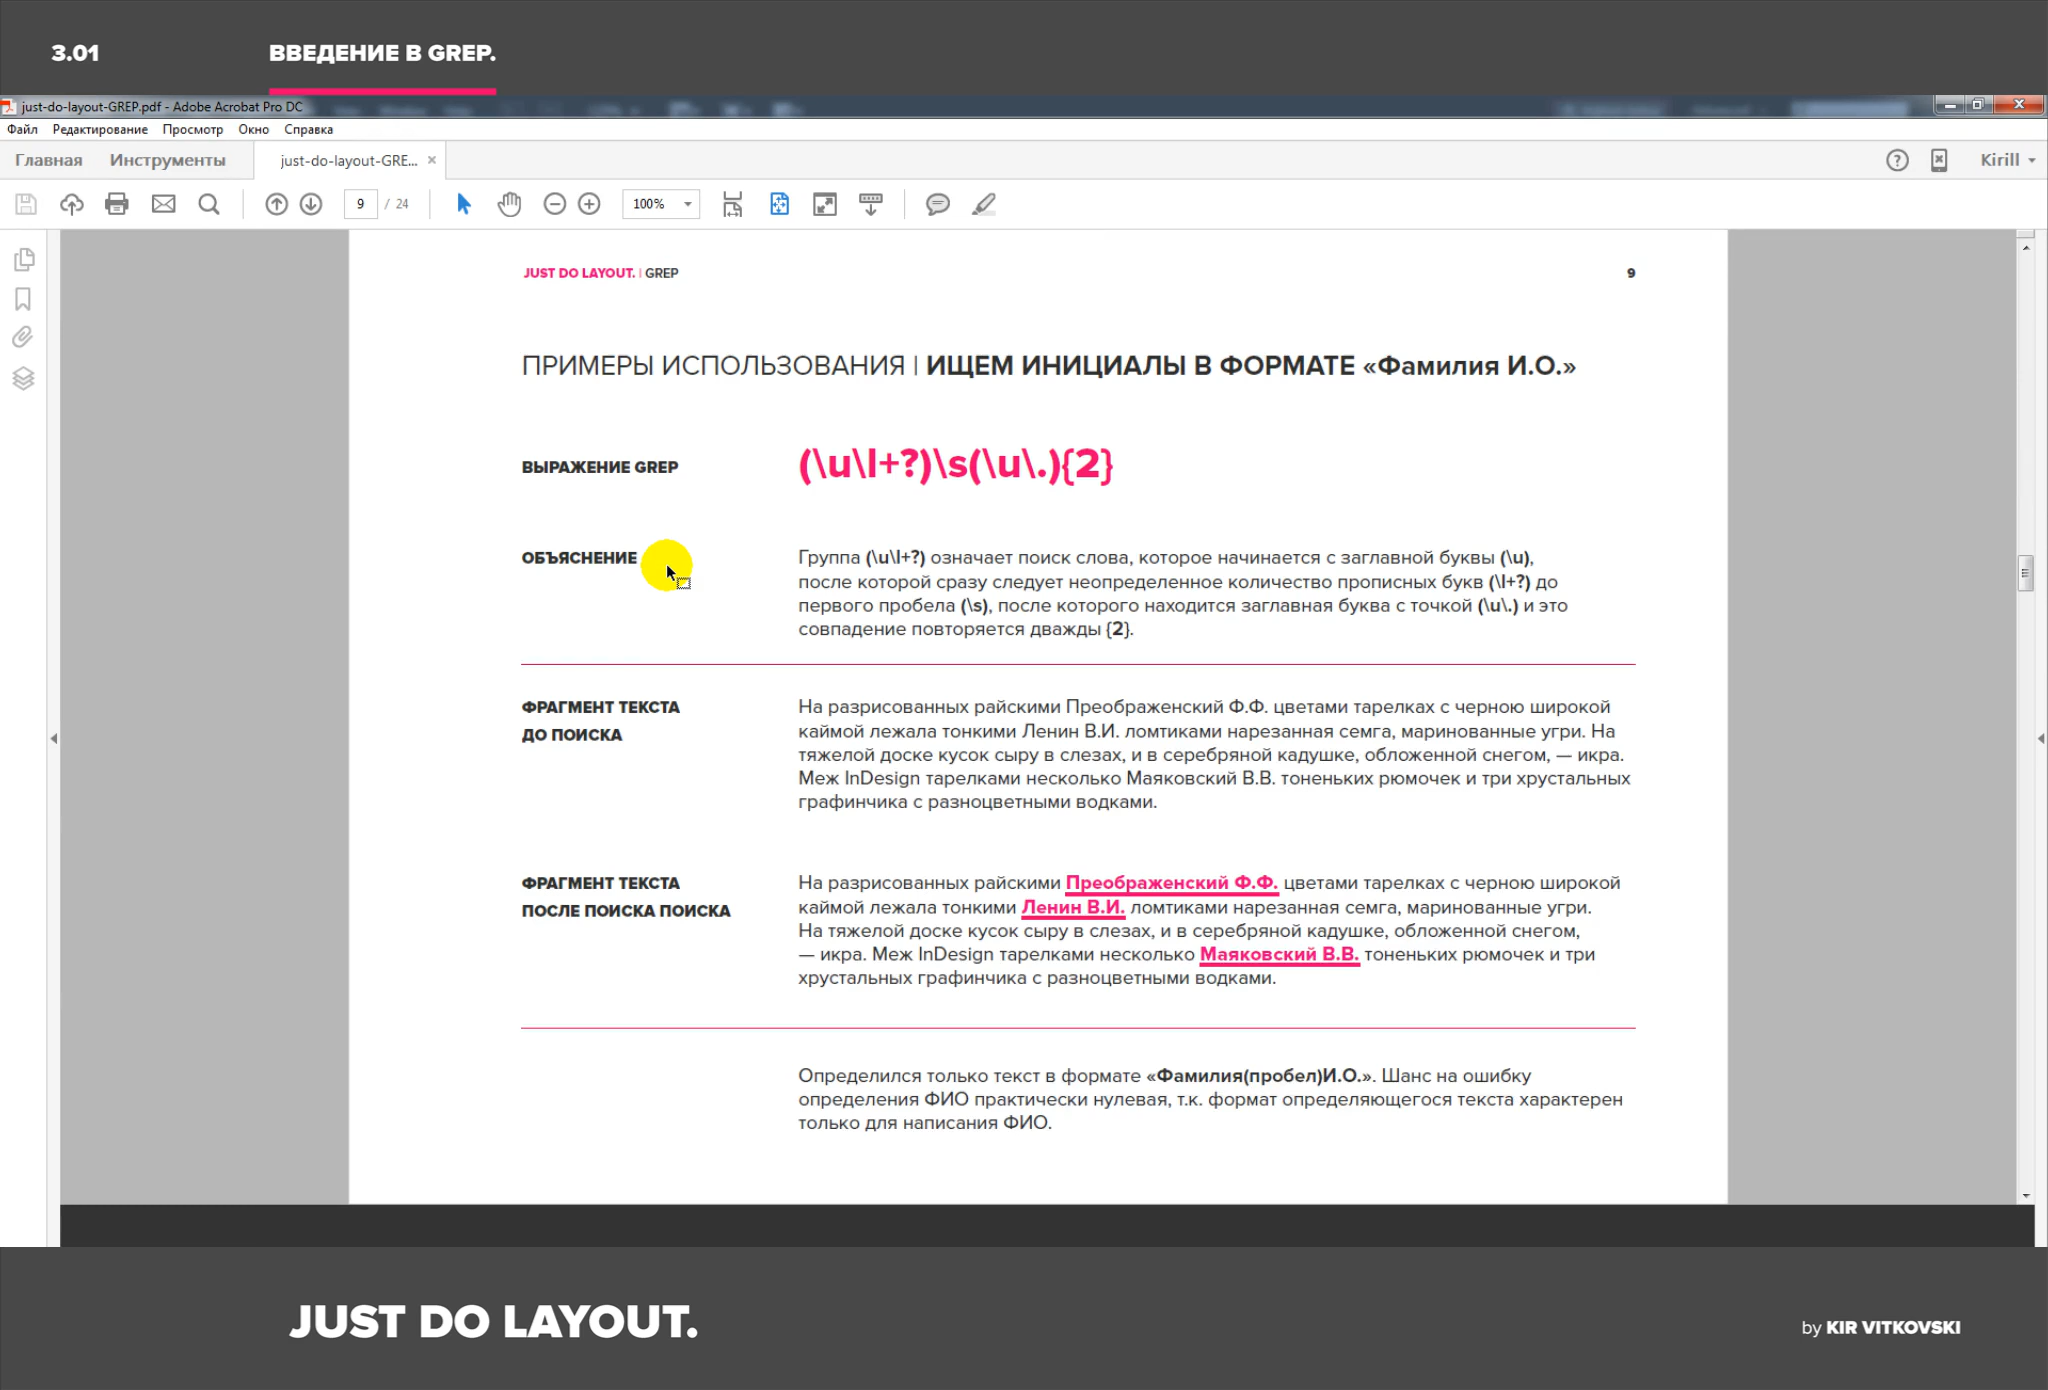 3.01
ВВЕДЕНИЕ В GREP.
just-do-layout-GREP.pdf - Adobe Acrobat Pro DC
Файл Редактирование Просмотр Окно Справка
Главная Инструменты just-do-layout-GRE... Kirill
9 / 24 100%
JUST DO LAYOUT. | GREP 9
ПРИМЕРЫ ИСПОЛЬЗОВАНИЯ | ИЩЕМ ИНИЦИАЛЫ В ФОРМАТЕ «Фамилия И.О.»
ВЫРАЖЕНИЕ GREP
(\u\l+?)\s(\u\.){2}
ОБЪЯСНЕНИЕ
Группа (\u\l+?) означает поиск слова, которое начинается с заглавной буквы (\u),
после которой сразу следует неопределенное количество прописных букв (\l+?) до
первого пробела (\s), после которого находится заглавная буква с точкой (\u\.) и это
совпадение повторяется дважды {2}.
ФРАГМЕНТ ТЕКСТА
ДО ПОИСКА
На разрисованных райскими Преображенский Ф.Ф. цветами тарелках с черною широкой
каймой лежала тонкими Ленин В.И. ломтиками нарезанная семга, маринованные угри. На
тяжелой доске кусок сыру в слезах, и в серебряной кадушке, обложенной снегом, — икра.
Меж InDesign тарелками несколько Маяковский В.В. тоненьких рюмочек и три хрустальных
графинчика с разноцветными водками.
ФРАГМЕНТ ТЕКСТА
ПОСЛЕ ПОИСКА ПОИСКА
На разрисованных райскими Преображенский Ф.Ф. цветами тарелках с черною широкой
каймой лежала тонкими Ленин В.И. ломтиками нарезанная семга, маринованные угри.
На тяжелой доске кусок сыру в слезах, и в серебряной кадушке, обложенной снегом,
— икра. Меж InDesign тарелками несколько Маяковский В.В. тоненьких рюмочек и три
хрустальных графинчика с разноцветными водками.
Определился только текст в формате «Фамилия(пробел)И.О.». Шанс на ошибку
определения ФИО практически нулевая, т.к. формат определяющегося текста характерен
только для написания ФИО.
JUST DO LAYOUT.
by KIR VITKOVSKI